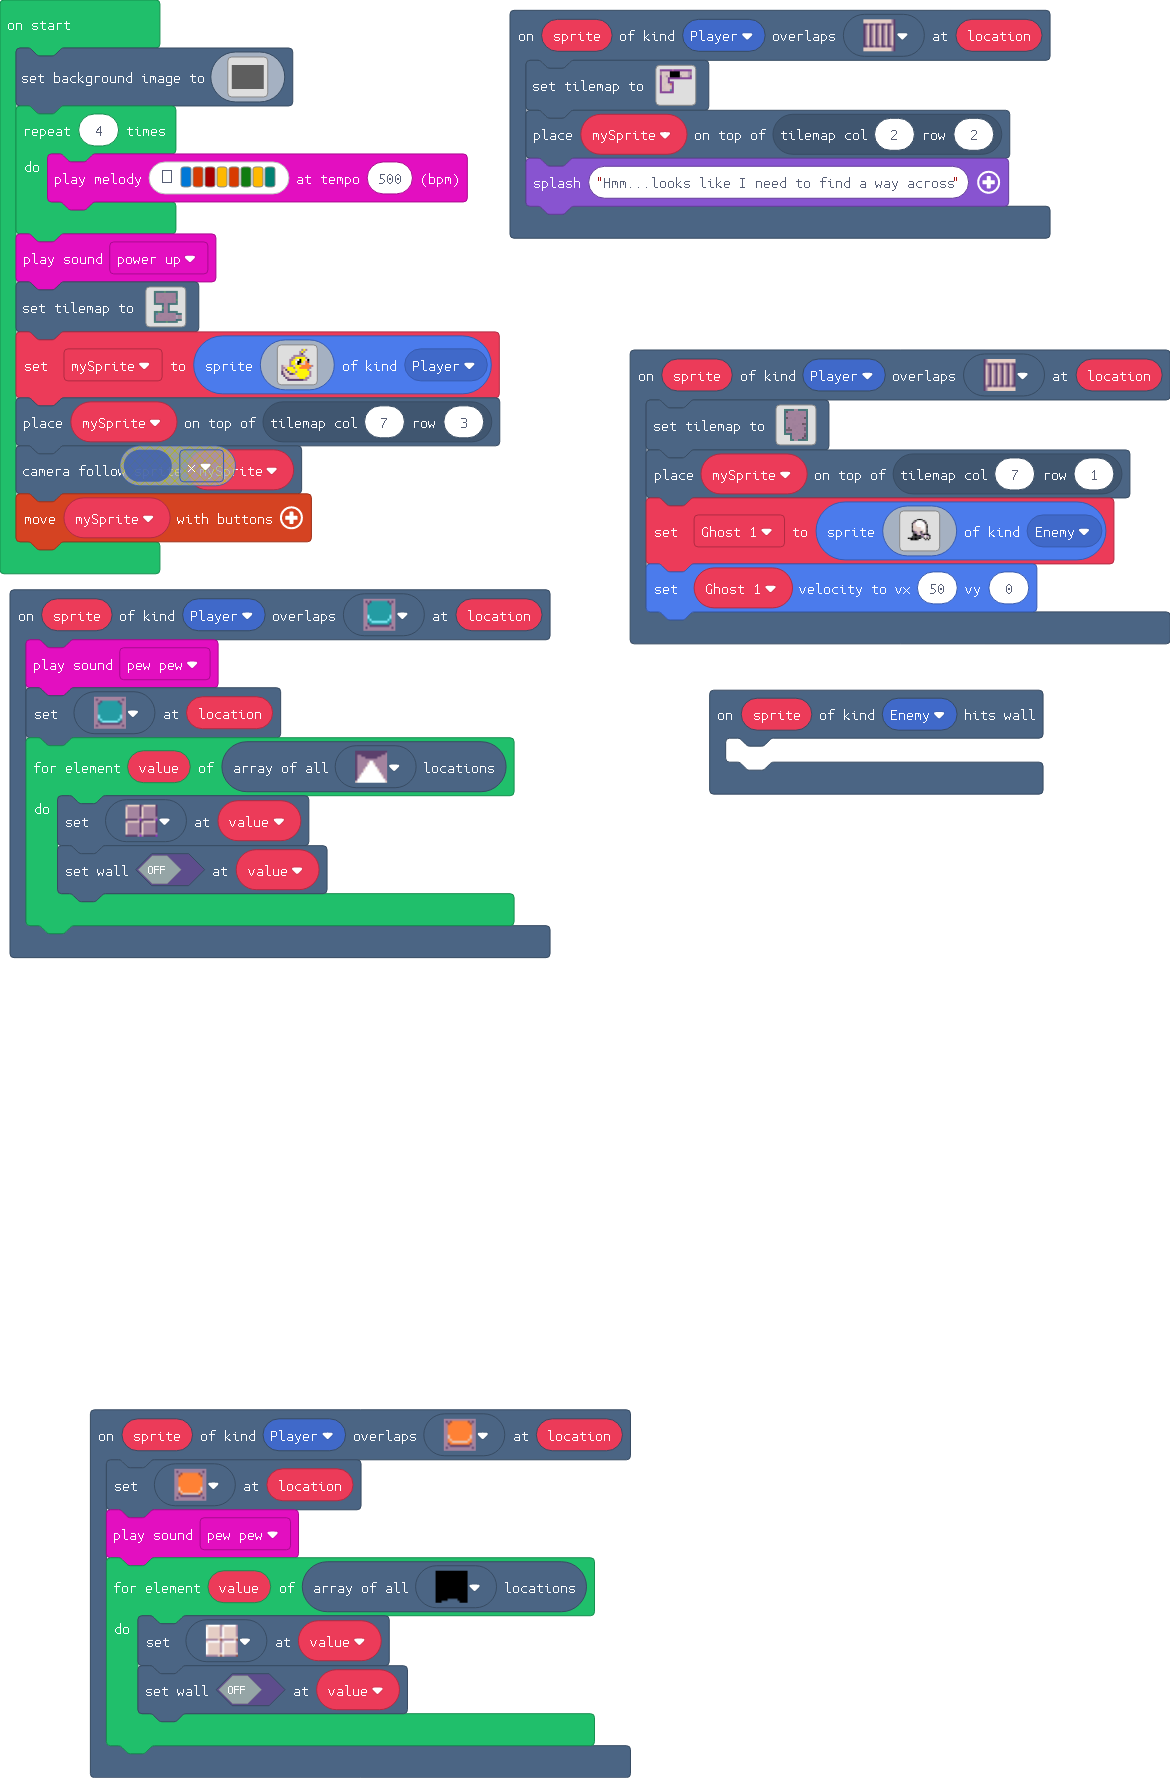 on start
set background image to
repeat 4 times
do
play melody at tempo 500 (bpm)
play sound power up
set tilemap to
set mySprite to sprite of kind Player
place mySprite on top of tilemap col 7 row 3
camera follow sprite mySprite
move mySprite with buttons
on sprite of kind Player overlaps at location
set tilemap to
place mySprite on top of tilemap col 2 row 2
splash "Hmm...looks like I need to find a way across"
on sprite of kind Player overlaps at location
set tilemap to
place mySprite on top of tilemap col 7 row 1
set Ghost 1 to sprite of kind Enemy
set Ghost 1 velocity to vx 50 vy 0
on sprite of kind Player overlaps at location
play sound pew pew
set at location
for element value of array of all locations
do
set at value
set wall OFF at value
on sprite of kind Enemy hits wall
on sprite of kind Player overlaps at location
set at location
play sound pew pew
for element value of array of all locations
do
set at value
set wall OFF at value